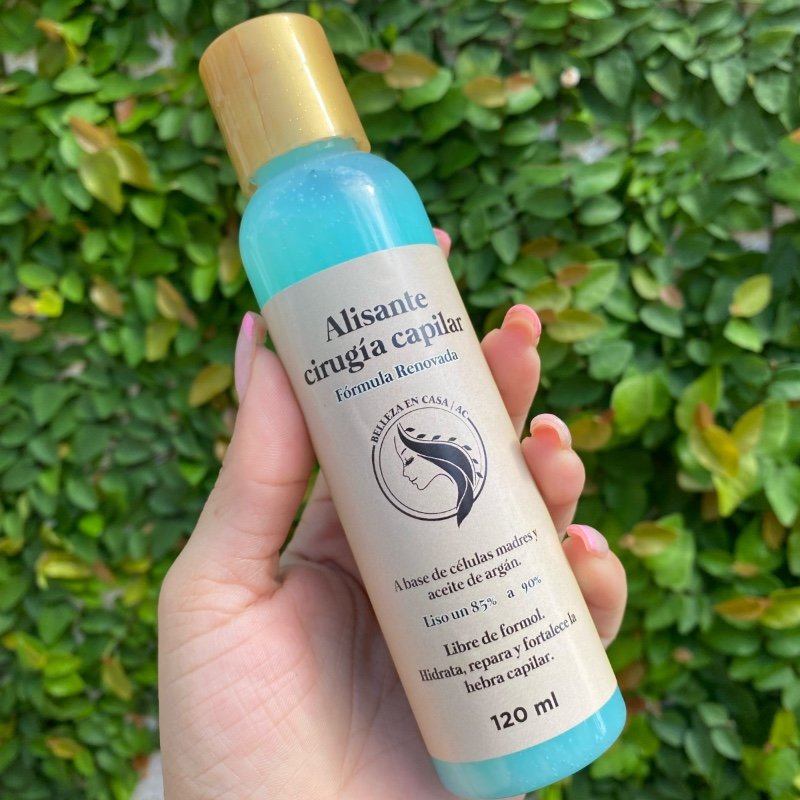 Alisante
cirugía capilar
Fórmula Renovada
BELLEZA EN CASA | AC
A base de células madres y
aceite de argán.
Liso un 85% a 90%
Libre de formol.
Hidrata, repara y fortalece la
hebra capilar.
120 ml